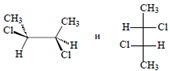 CH₃ CH₃ CH₃
Cl H Cl
H H и Cl H
Cl CH₃